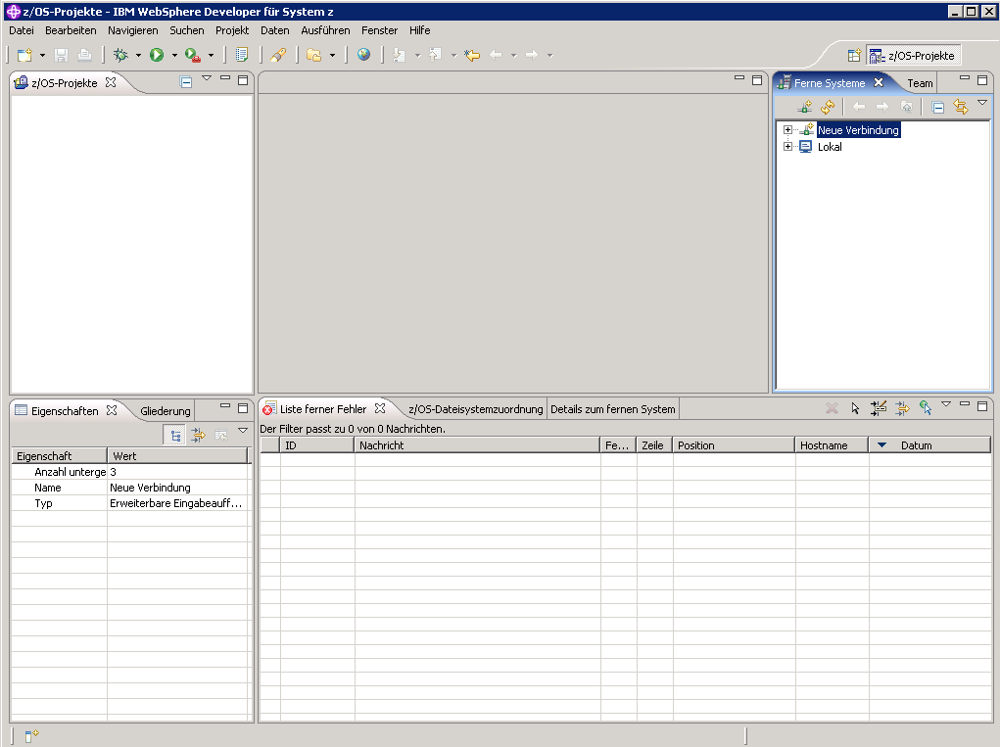 z/OS-Projekte - IBM WebSphere Developer für System z
Datei Bearbeiten Navigieren Suchen Projekt Daten Ausführen Fenster Hilfe
z/OS-Projekte
z/OS-Projekte
Ferne Systeme Team
Neue Verbindung
Lokal
Eigenschaften Gliederung
Eigenschaft Wert
Anzahl unterge 3
Name Neue Verbindung
Typ Erweiterbare Eingabeauff...
Liste ferner Fehler z/OS-Dateisystemzuordnung Details zum fernen System
Der Filter passt zu 0 von 0 Nachrichten.
ID Nachricht Fe... Zeile Position Hostname Datum